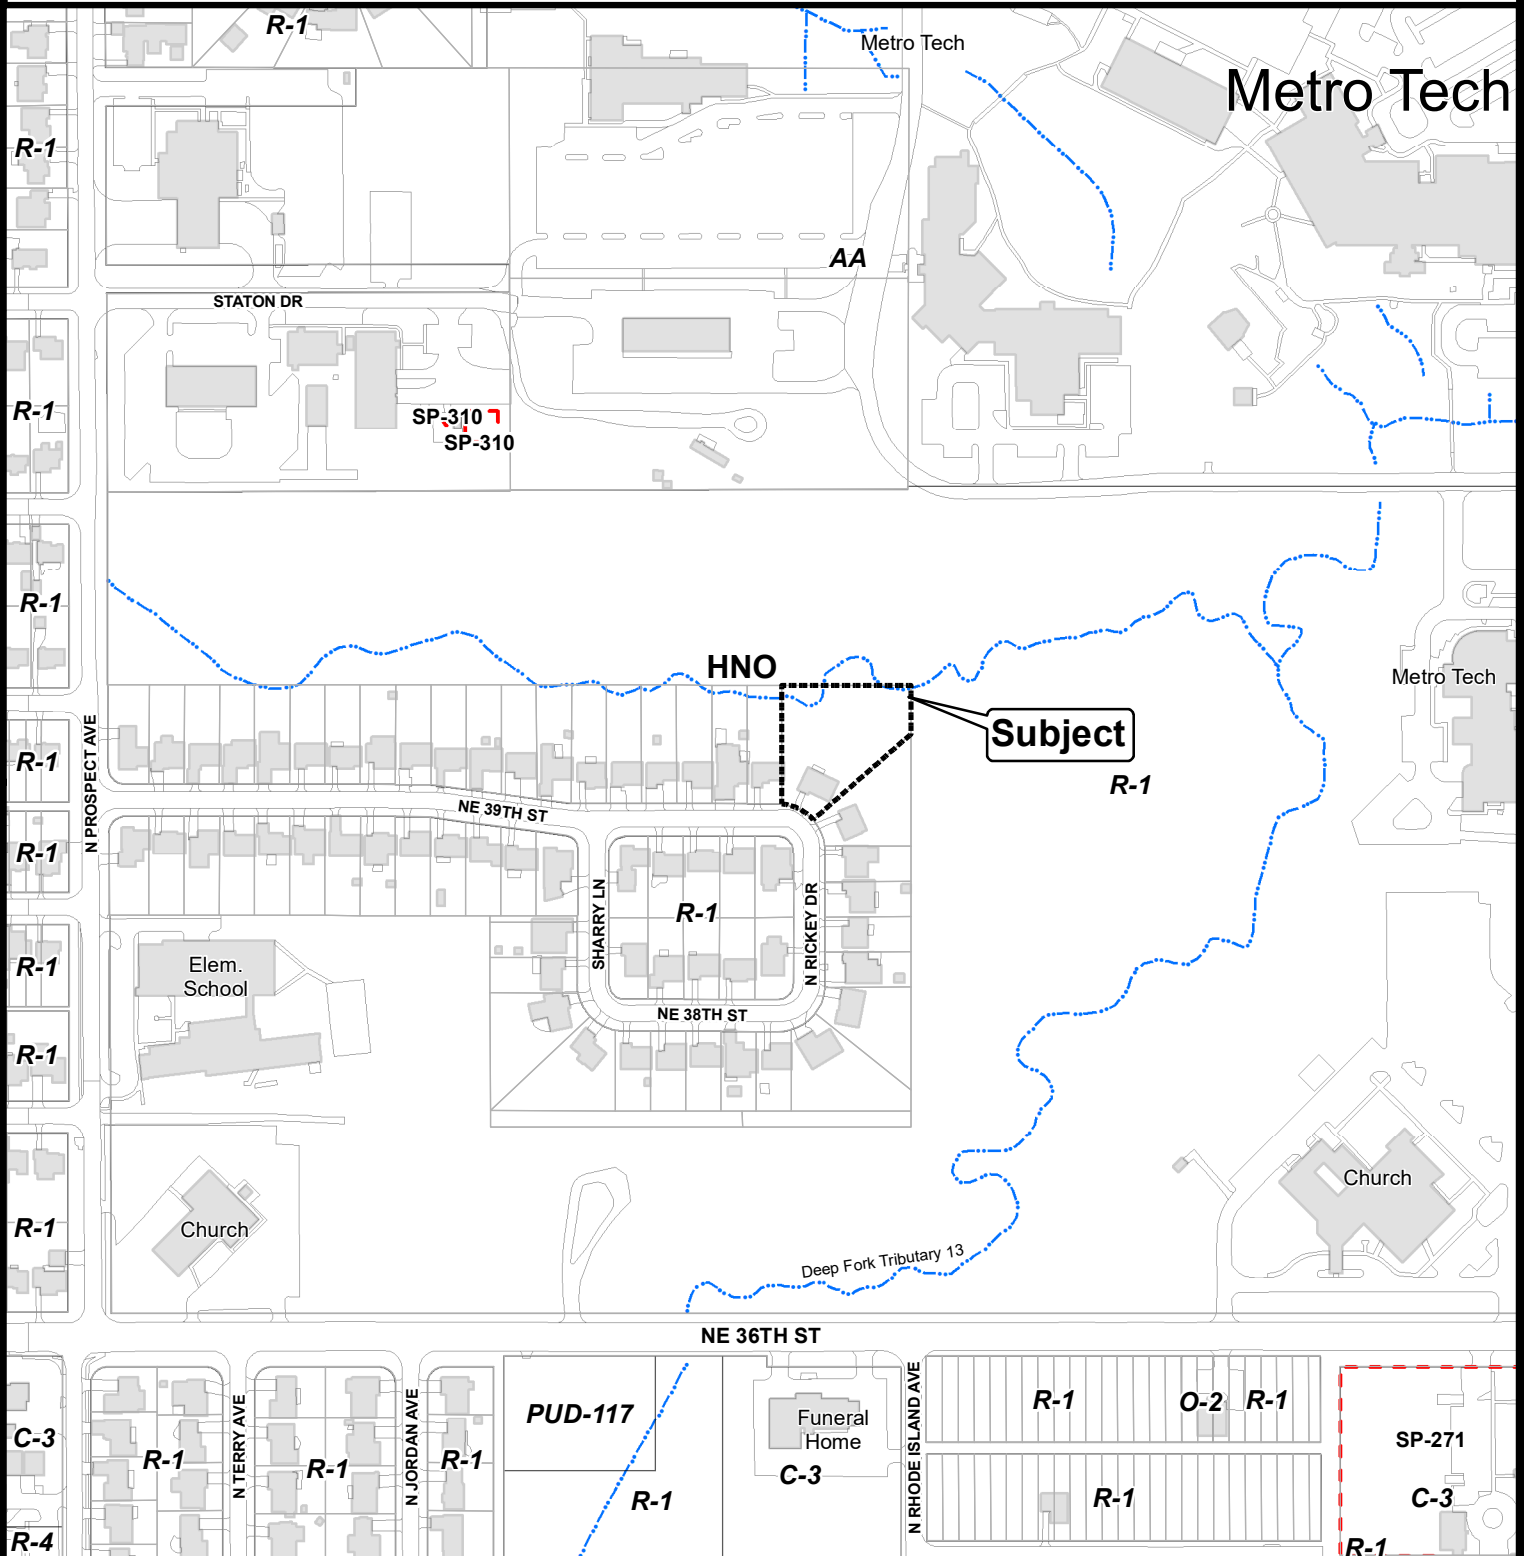 R-1
Metro Tech
Metro Tech
R-1
AA
STATON DR
R-1
SP-310
SP-310
R-1
HNO
Metro Tech
Subject
R-1
N PROSPECT AVE
R-1
NE 39TH ST
R-1
SHARRY LN
R-1
N RICKEY DR
R-1
Elem.
School
NE 38TH ST
R-1
Church
R-1
Church
Deep Fork Tributary 13
NE 36TH ST
N TERRY AVE
N JORDAN AVE
N RHODE ISLAND AVE
C-3
R-1
R-1
R-1
PUD-117
Funeral
Home
C-3
R-1
R-1
O-2
R-1
SP-271
R-1
C-3
R-4
R-1